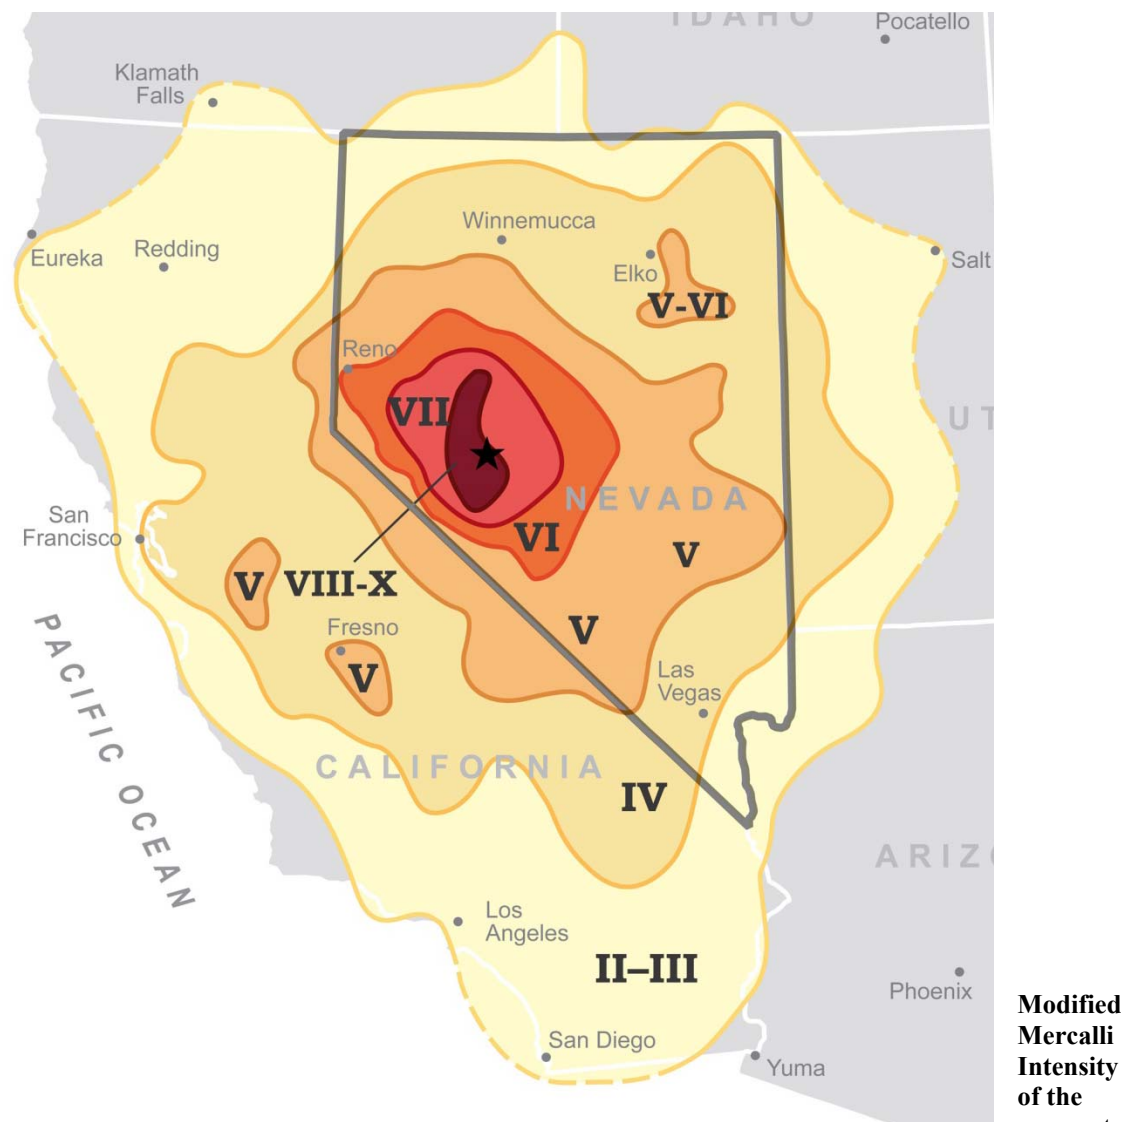 IDAHO
Pocatello
Klamath
Falls
Winnemucca
Eureka
Redding
Elko
Salt
V-VI
Reno
VII
UT
NEVADA
San
Francisco
VI
V
V
VIII-X
Fresno
V
V
Las
Vegas
PACIFIC OCEAN
CALIFORNIA
IV
ARIZ
Los
Angeles
II–III
Phoenix
San Diego
Yuma
Modified
Mercalli
Intensity
of the